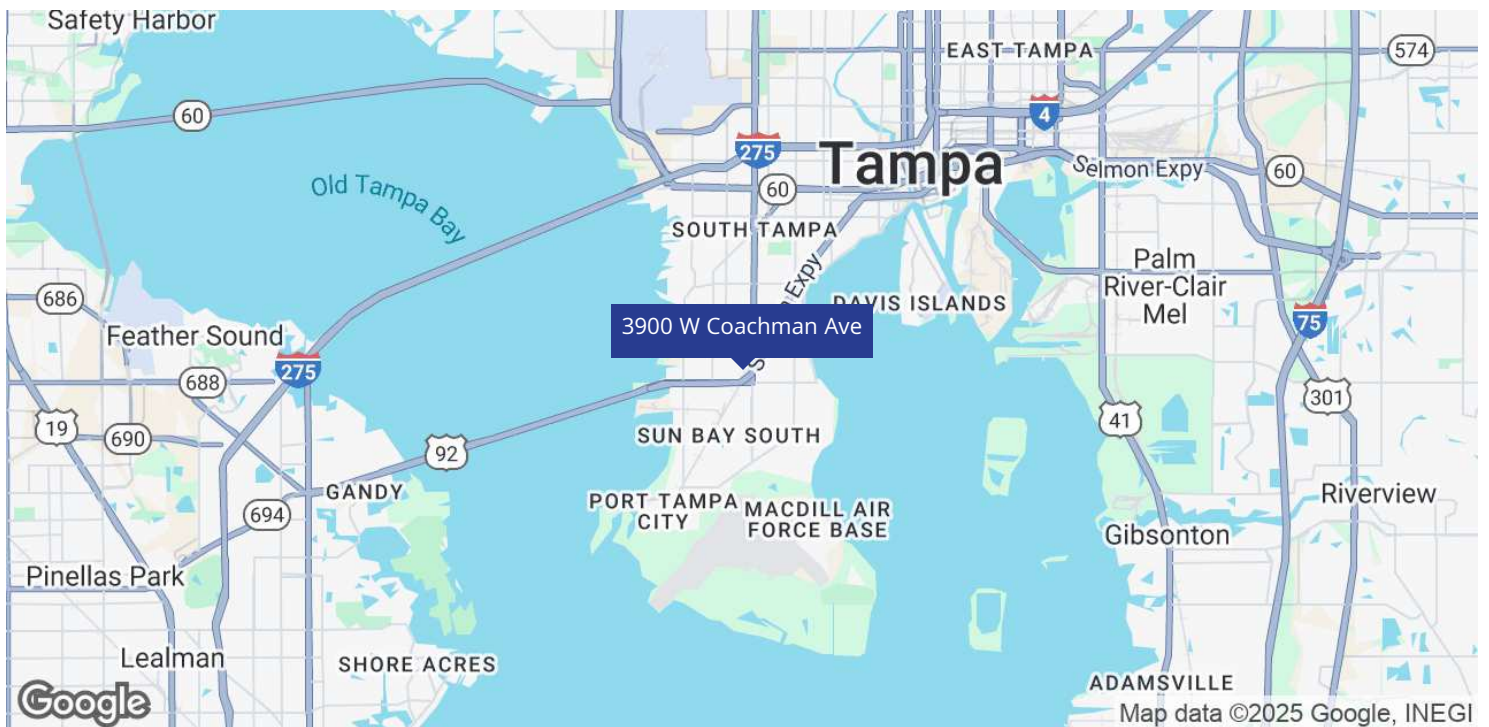 Safety Harbor
EAST TAMPA
574
60
4
275
Tampa
Selmon Expy
60
60
Old Tampa Bay
SOUTH TAMPA
Palm
River-Clair
Mel
686
DAVIS ISLANDS
3900 W Coachman Ave
75
Feather Sound
275
688
301
19
690
41
92
SUN BAY SOUTH
GANDY
694
PORT TAMPA
CITY
MACDILL AIR
FORCE BASE
Riverview
Gibsonton
Pinellas Park
Lealman
SHORE ACRES
ADAMSVILLE
Google
Map data ©2025 Google, INEGI